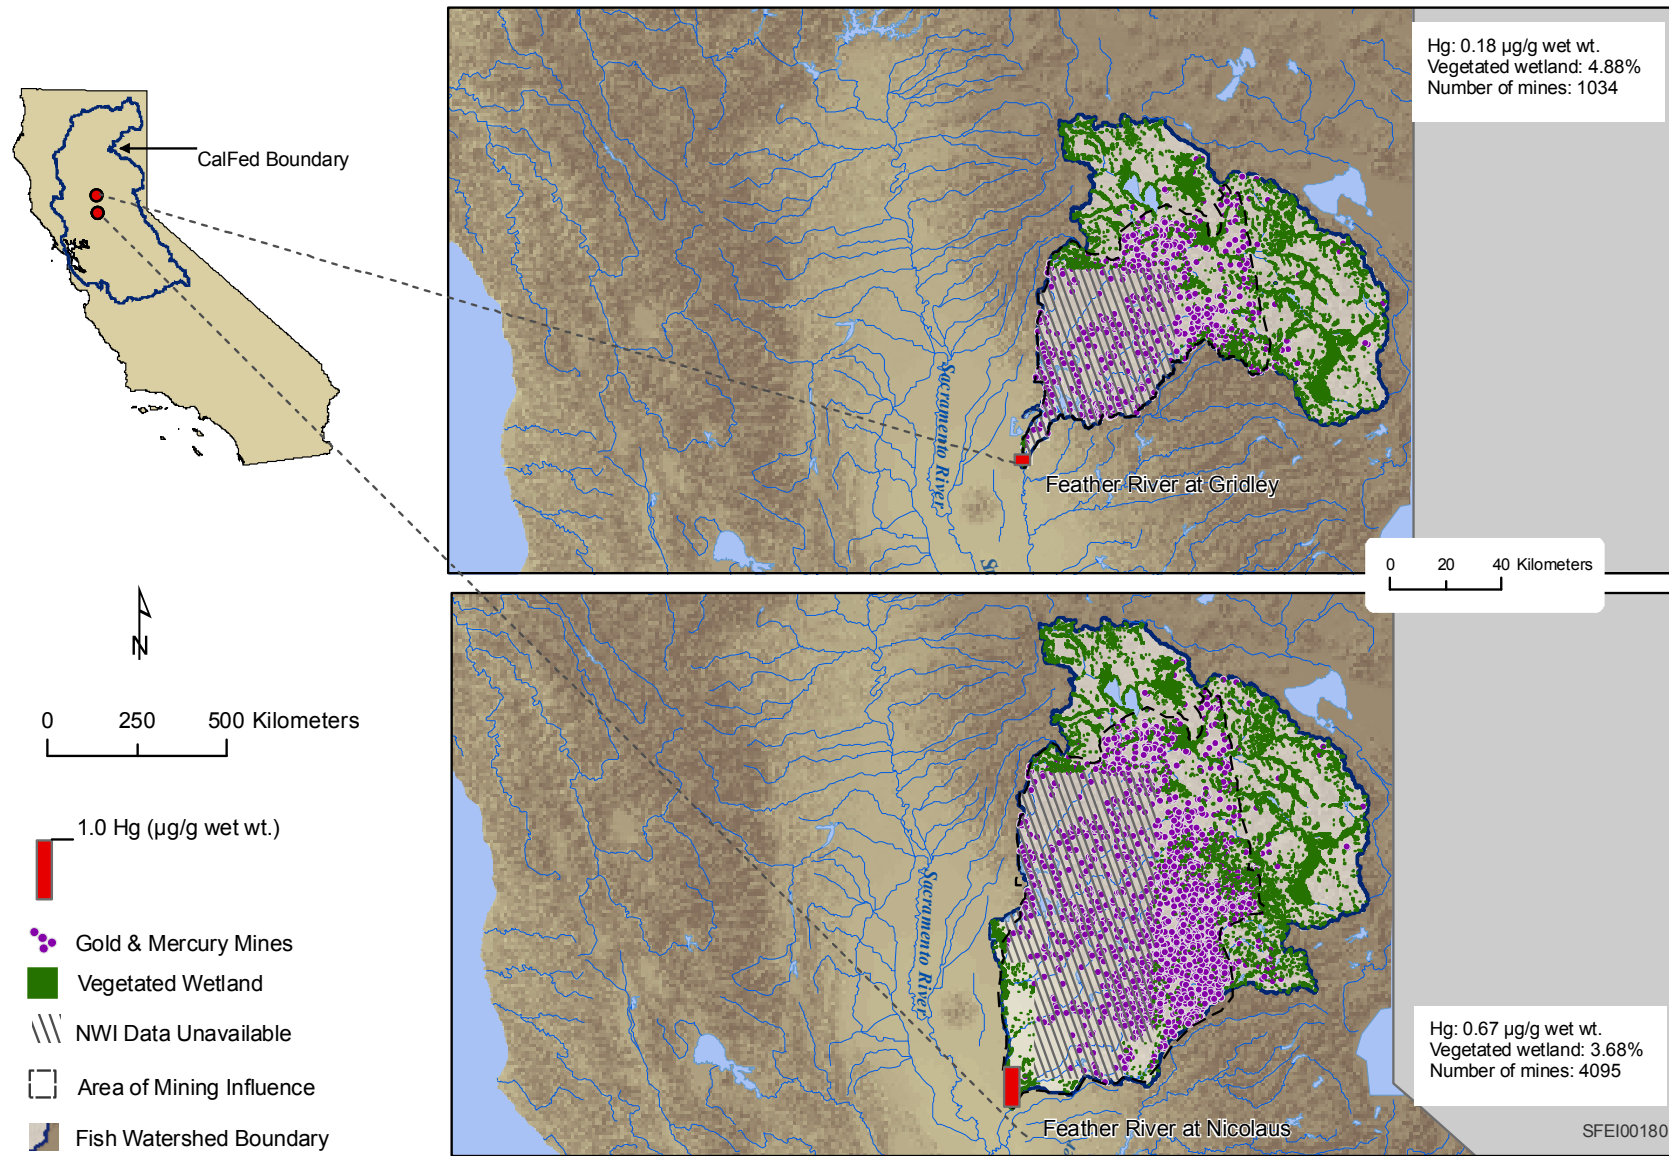 CalFed Boundary
N
0 250 500 Kilometers
1.0 Hg (µg/g wet wt.)
Gold & Mercury Mines
Vegetated Wetland
NWI Data Unavailable
Area of Mining Influence
Fish Watershed Boundary
Hg: 0.18 µg/g wet wt.
Vegetated wetland: 4.88%
Number of mines: 1034
Sacramento River
Feather River at Gridley
0 20 40 Kilometers
Sacramento River
Feather River at Nicolaus
Hg: 0.67 µg/g wet wt.
Vegetated wetland: 3.68%
Number of mines: 4095
SFEI00180